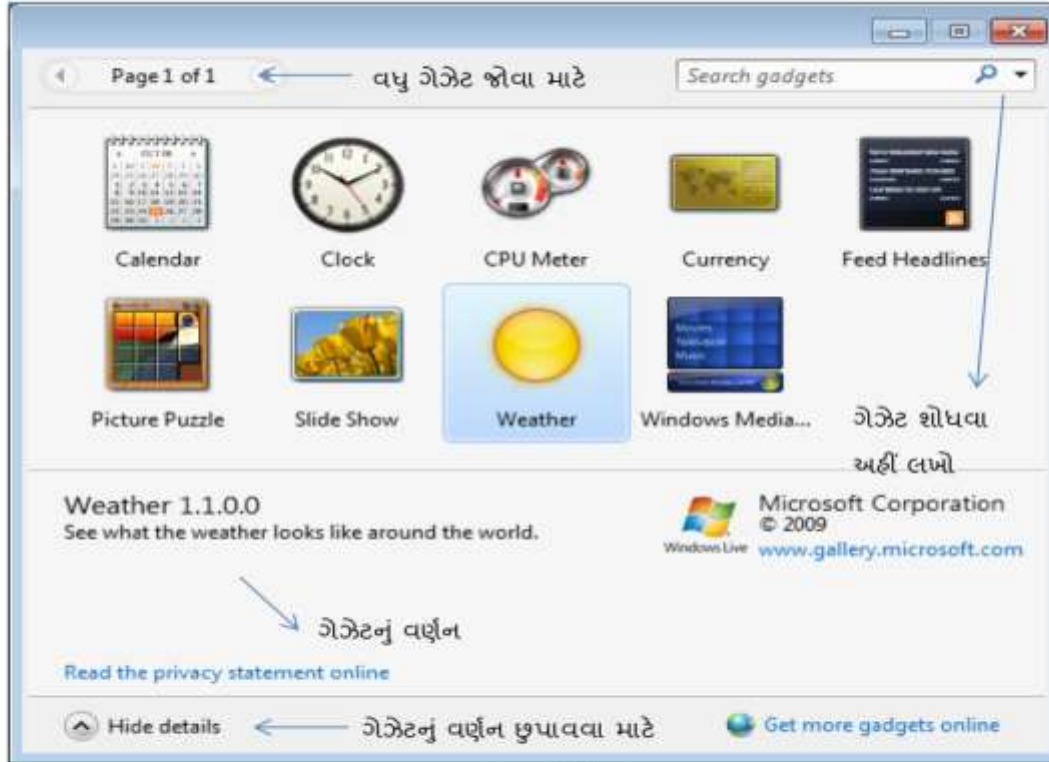 Page 1 of 1
વધુ ગેઝેટ જોવા માટે
Search gadgets
Calendar
Clock
CPU Meter
Currency
Feed Headlines
Picture Puzzle
Slide Show
Weather
Windows Media...
ગેઝેટ શોધવા
અહીં લખો
Weather 1.1.0.0
See what the weather looks like around the world.
Windows Live
Microsoft Corporation
© 2009
www.gallery.microsoft.com
ગેઝેટનું વર્ણન
Read the privacy statement online
Hide details
ગેઝેટનું વર્ણન છુપાવવા માટે
Get more gadgets online